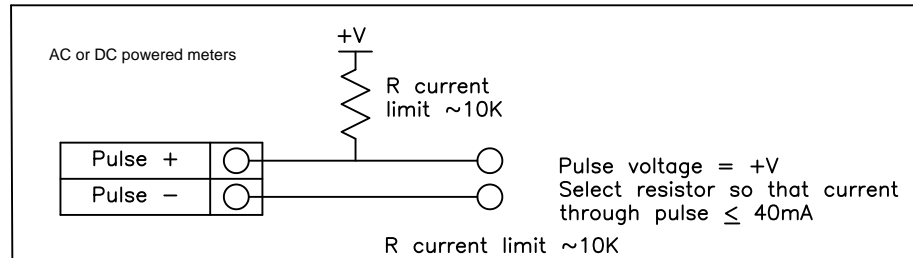 AC or DC powered meters
+V
R current
limit ~10K
Pulse +
Pulse –
Pulse voltage = +V
Select resistor so that current
through pulse ≤ 40mA
R current limit ~10K